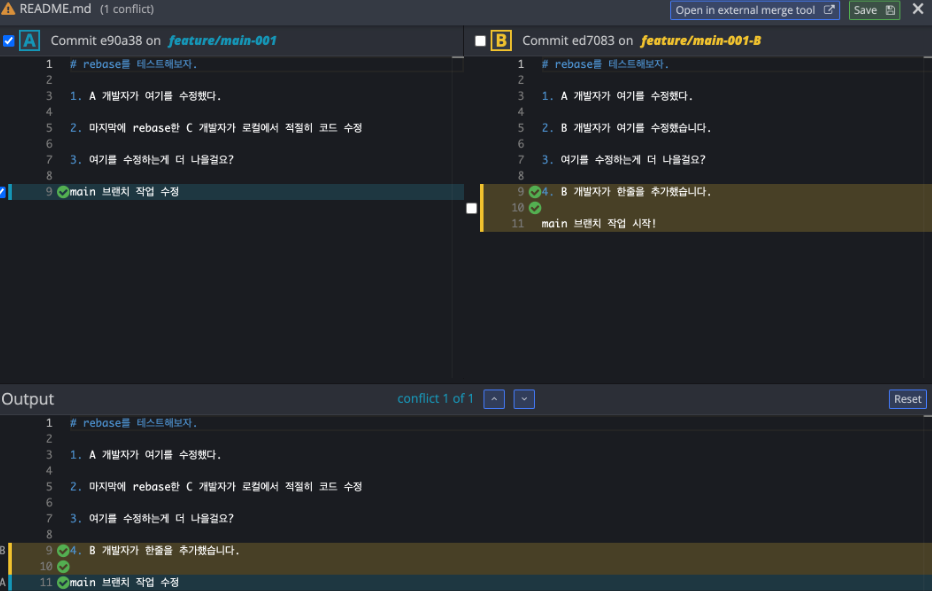 README.md (1 conflict)
Open in external merge tool
Save
A Commit e90a38 on feature/main-001
1 # rebase를 테스트해보자.
2
3 1. A 개발자가 여기를 수정했다.
4
5 2. 마지막에 rebase한 C 개발자가 로컬에서 적절히 코드 수정
6
7 3. 여기를 수정하는게 더 나을걸요?
8
9 main 브랜치 작업 수정
B Commit ed7083 on feature/main-001-B
1 # rebase를 테스트해보자.
2
3 1. A 개발자가 여기를 수정했다.
4
5 2. B 개발자가 여기를 수정했습니다.
6
7 3. 여기를 수정하는게 더 나을걸요?
8
9 4. B 개발자가 한줄을 추가했습니다.
10
11 main 브랜치 작업 시작!
Output
conflict 1 of 1
Reset
1 # rebase를 테스트해보자.
2
3 1. A 개발자가 여기를 수정했다.
4
5 2. 마지막에 rebase한 C 개발자가 로컬에서 적절히 코드 수정
6
7 3. 여기를 수정하는게 더 나을걸요?
8
B 9 4. B 개발자가 한줄을 추가했습니다.
10
A 11 main 브랜치 작업 수정